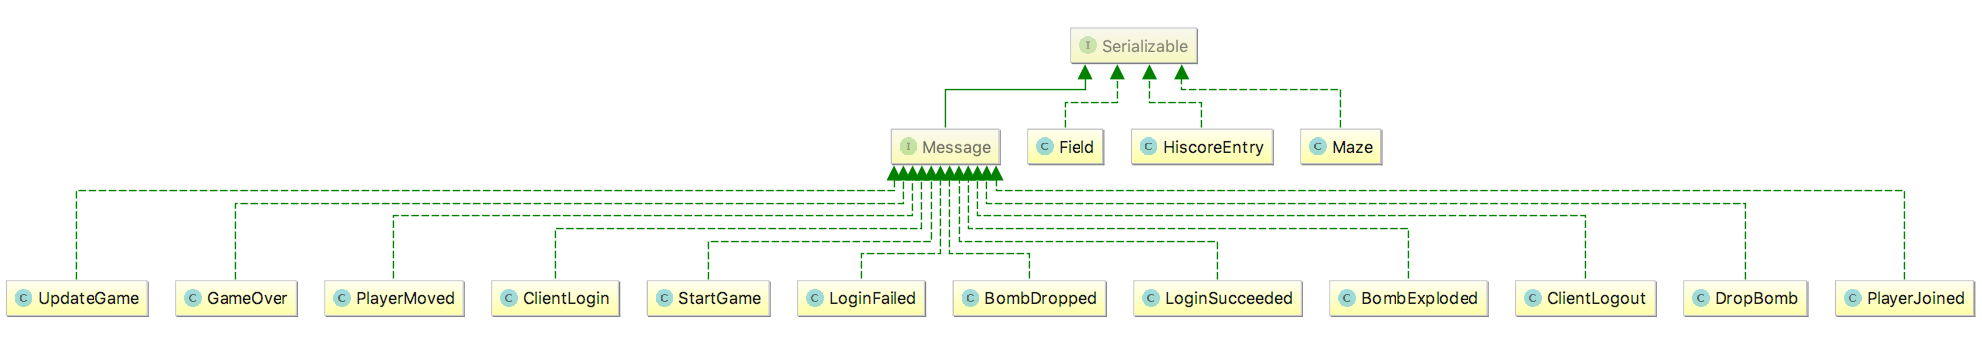 I Serializable
I Message
C Field
C HiscoreEntry
C Maze
C UpdateGame
C GameOver
C PlayerMoved
C ClientLogin
C StartGame
C LoginFailed
C BombDropped
C LoginSucceeded
C BombExploded
C ClientLogout
C DropBomb
C PlayerJoined